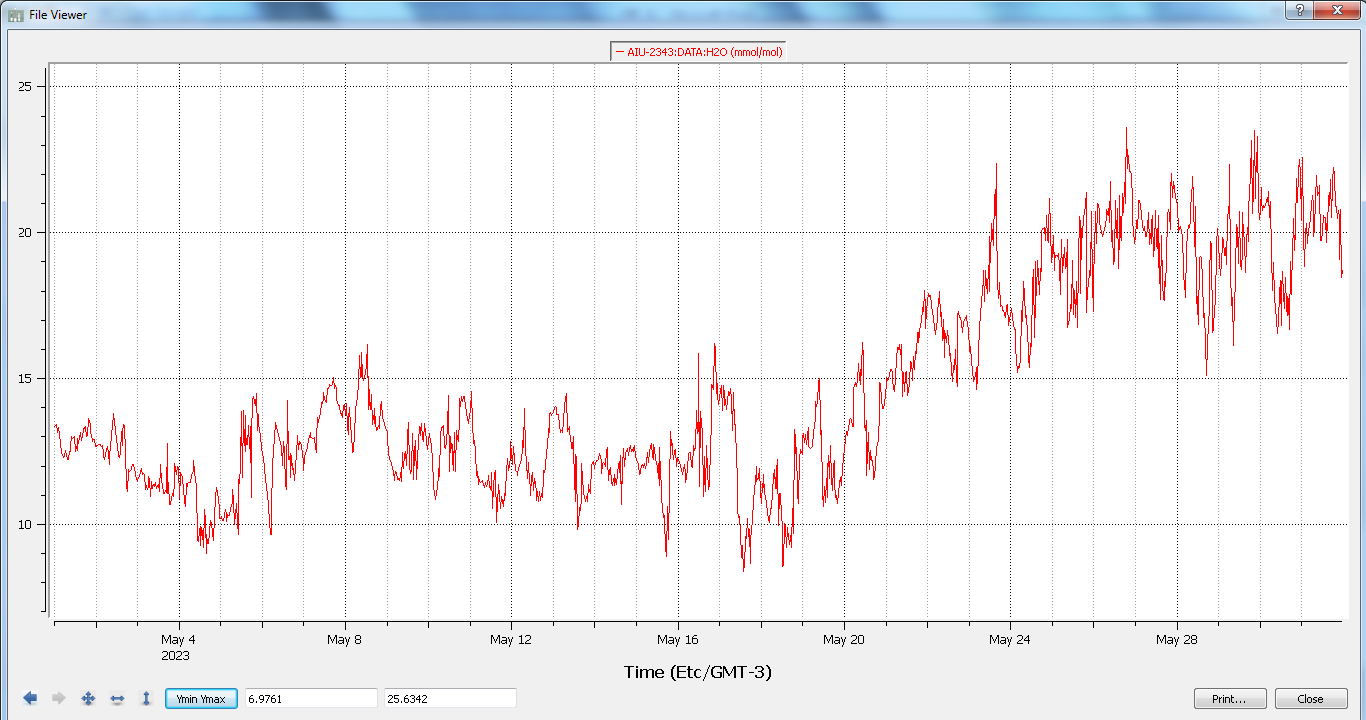 File Viewer
?
AIU-2343:DATA:H2O (mmol/mol)
25
20
15
10
May 4
2023
May 8
May 12
May 16
May 20
May 24
May 28
Time (Etc/GMT-3)
Ymin Ymax
6.9761
25.6342
Print...
Close